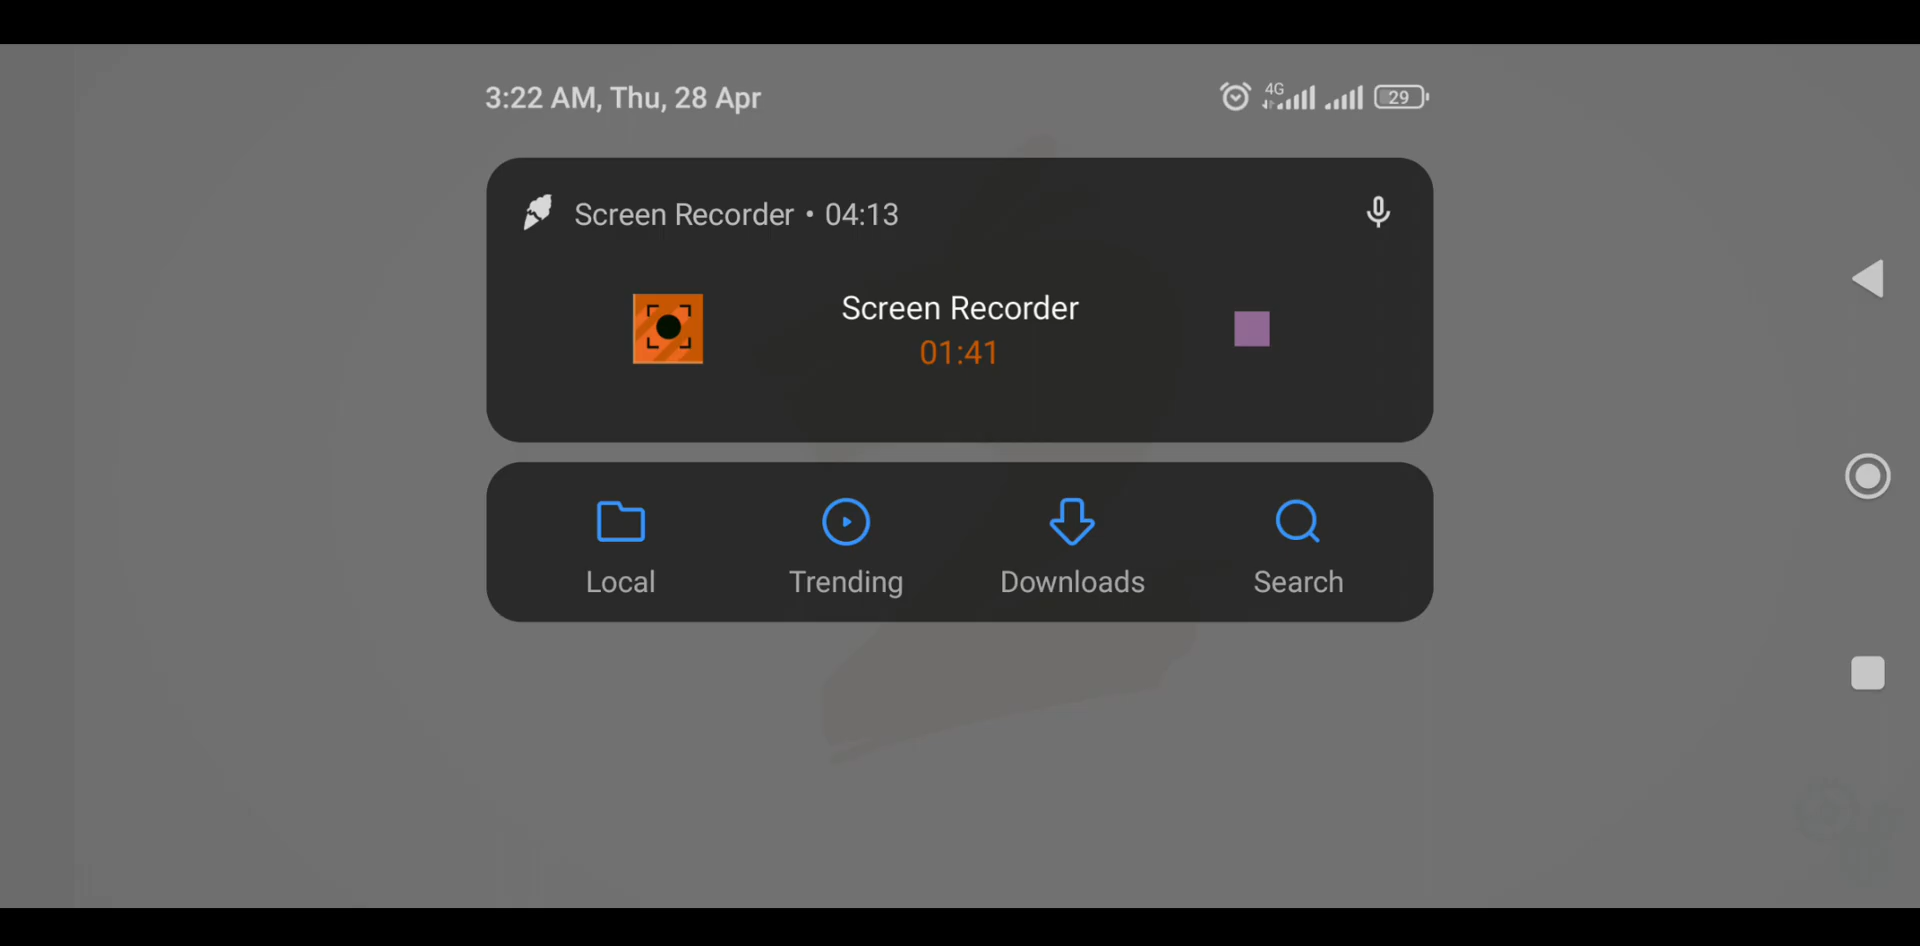 3:22 AM, Thu, 28 Apr 4G 29
Screen Recorder • 04:13
Screen Recorder
01:41
Local Trending Downloads Search